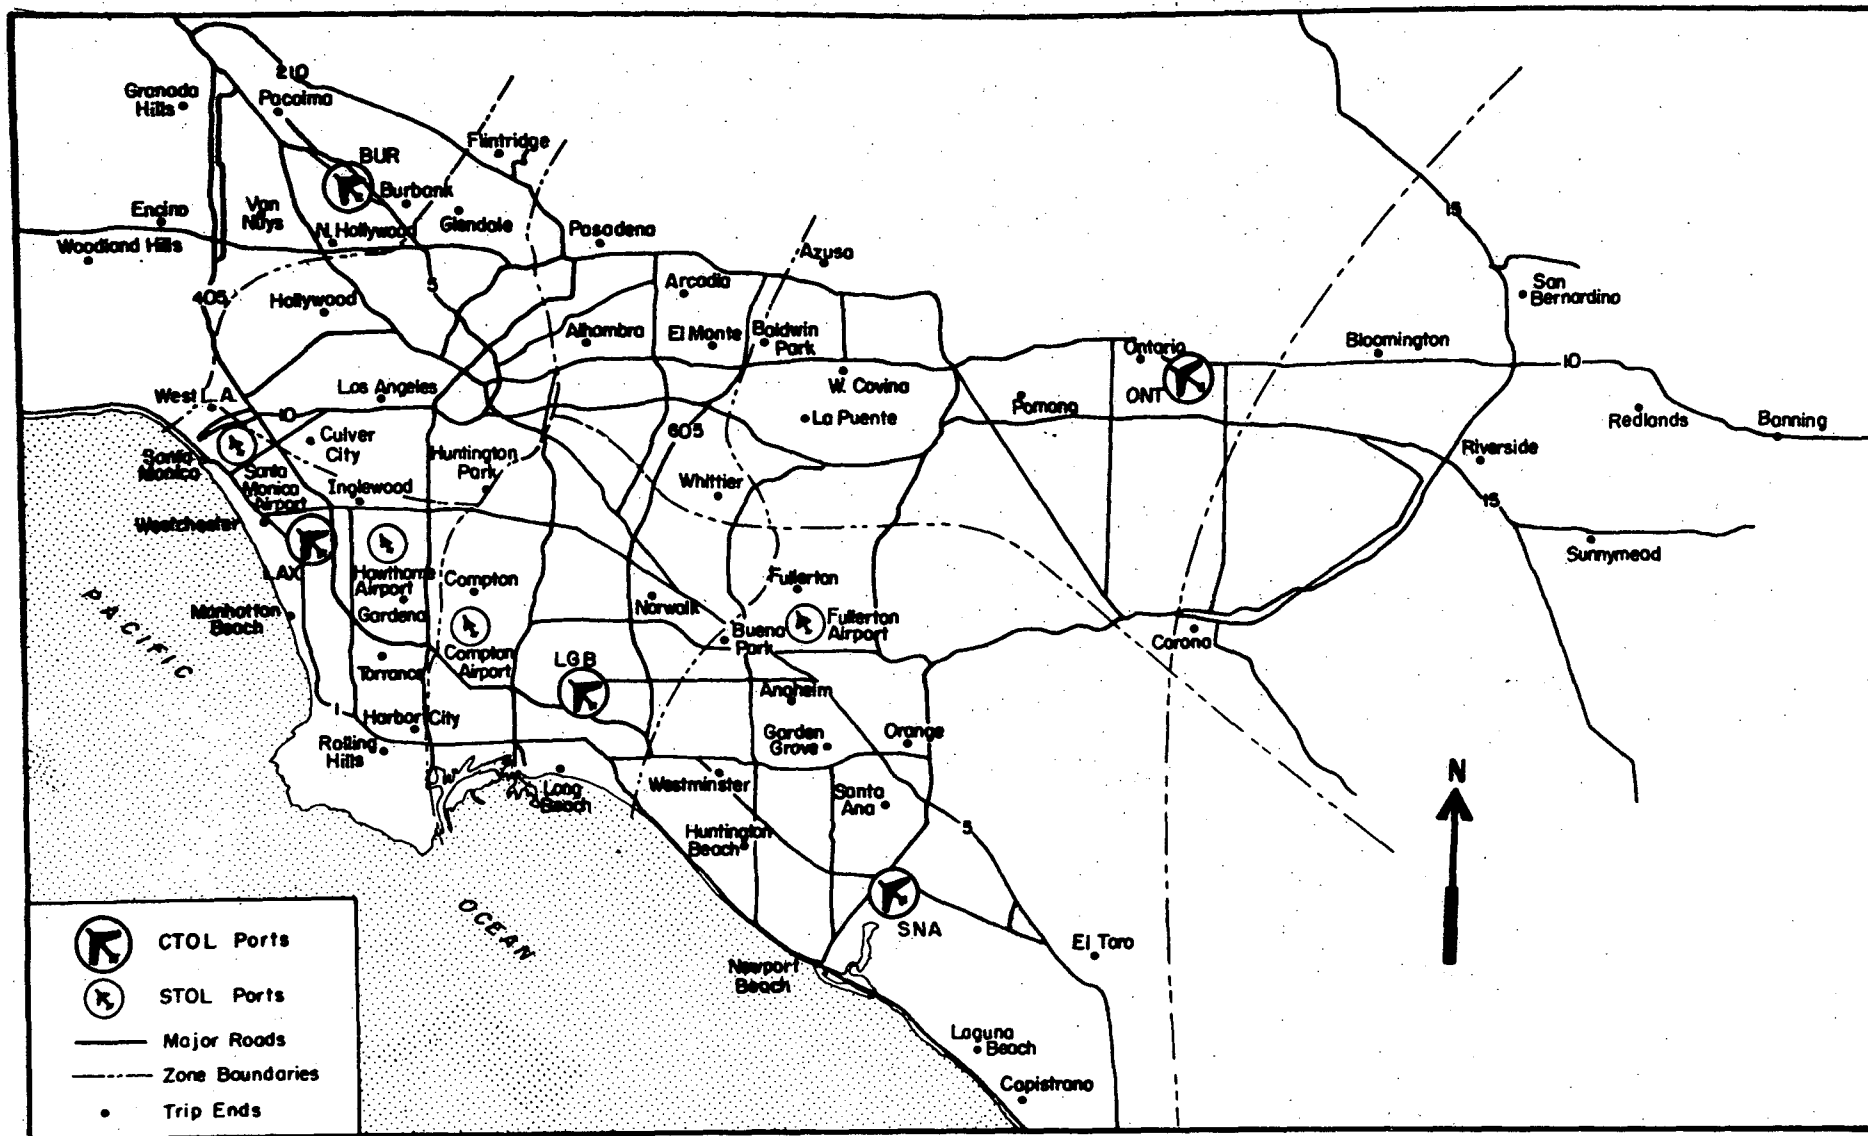 210
Granada
Hills
Pacoima
BUR
Flintridge
Burbank
Encino
Van
Nuys
N. Hollywood
Glendale
Pasadena
Woodland Hills
Azusa
15
405
Hollywood
5
Arcadia
San
Bernardino
Alhambra
El Monte
Baldwin
Park
Ontario
Bloomington
10
West L.A.
Los Angeles
W. Covina
ONT
Pomona
10
La Puente
Redlands
Banning
Culver
City
605
Huntington
Park
Riverside
Santa
Monica
Santa
Monica
Airport
Inglewood
Whittier
15
Westchester
Sunnymead
LAX
Hawthorne
Airport
Compton
Fullerton
PACIFIC
Manhattan
Beach
Gardena
Norwalk
Fullerton
Airport
Buena
Park
Corona
Compton
Airport
LGB
Torrance
Anaheim
1
Harbor City
Garden
Grove
Orange
Rolling
Hills
N
Westminster
Long
Beach
Santa
Ana
Huntington
Beach
5
OCEAN
SNA
El Toro
Newport
Beach
Laguna
Beach
Capistrano
CTOL Ports
STOL Ports
Major Roads
Zone Boundaries
Trip Ends